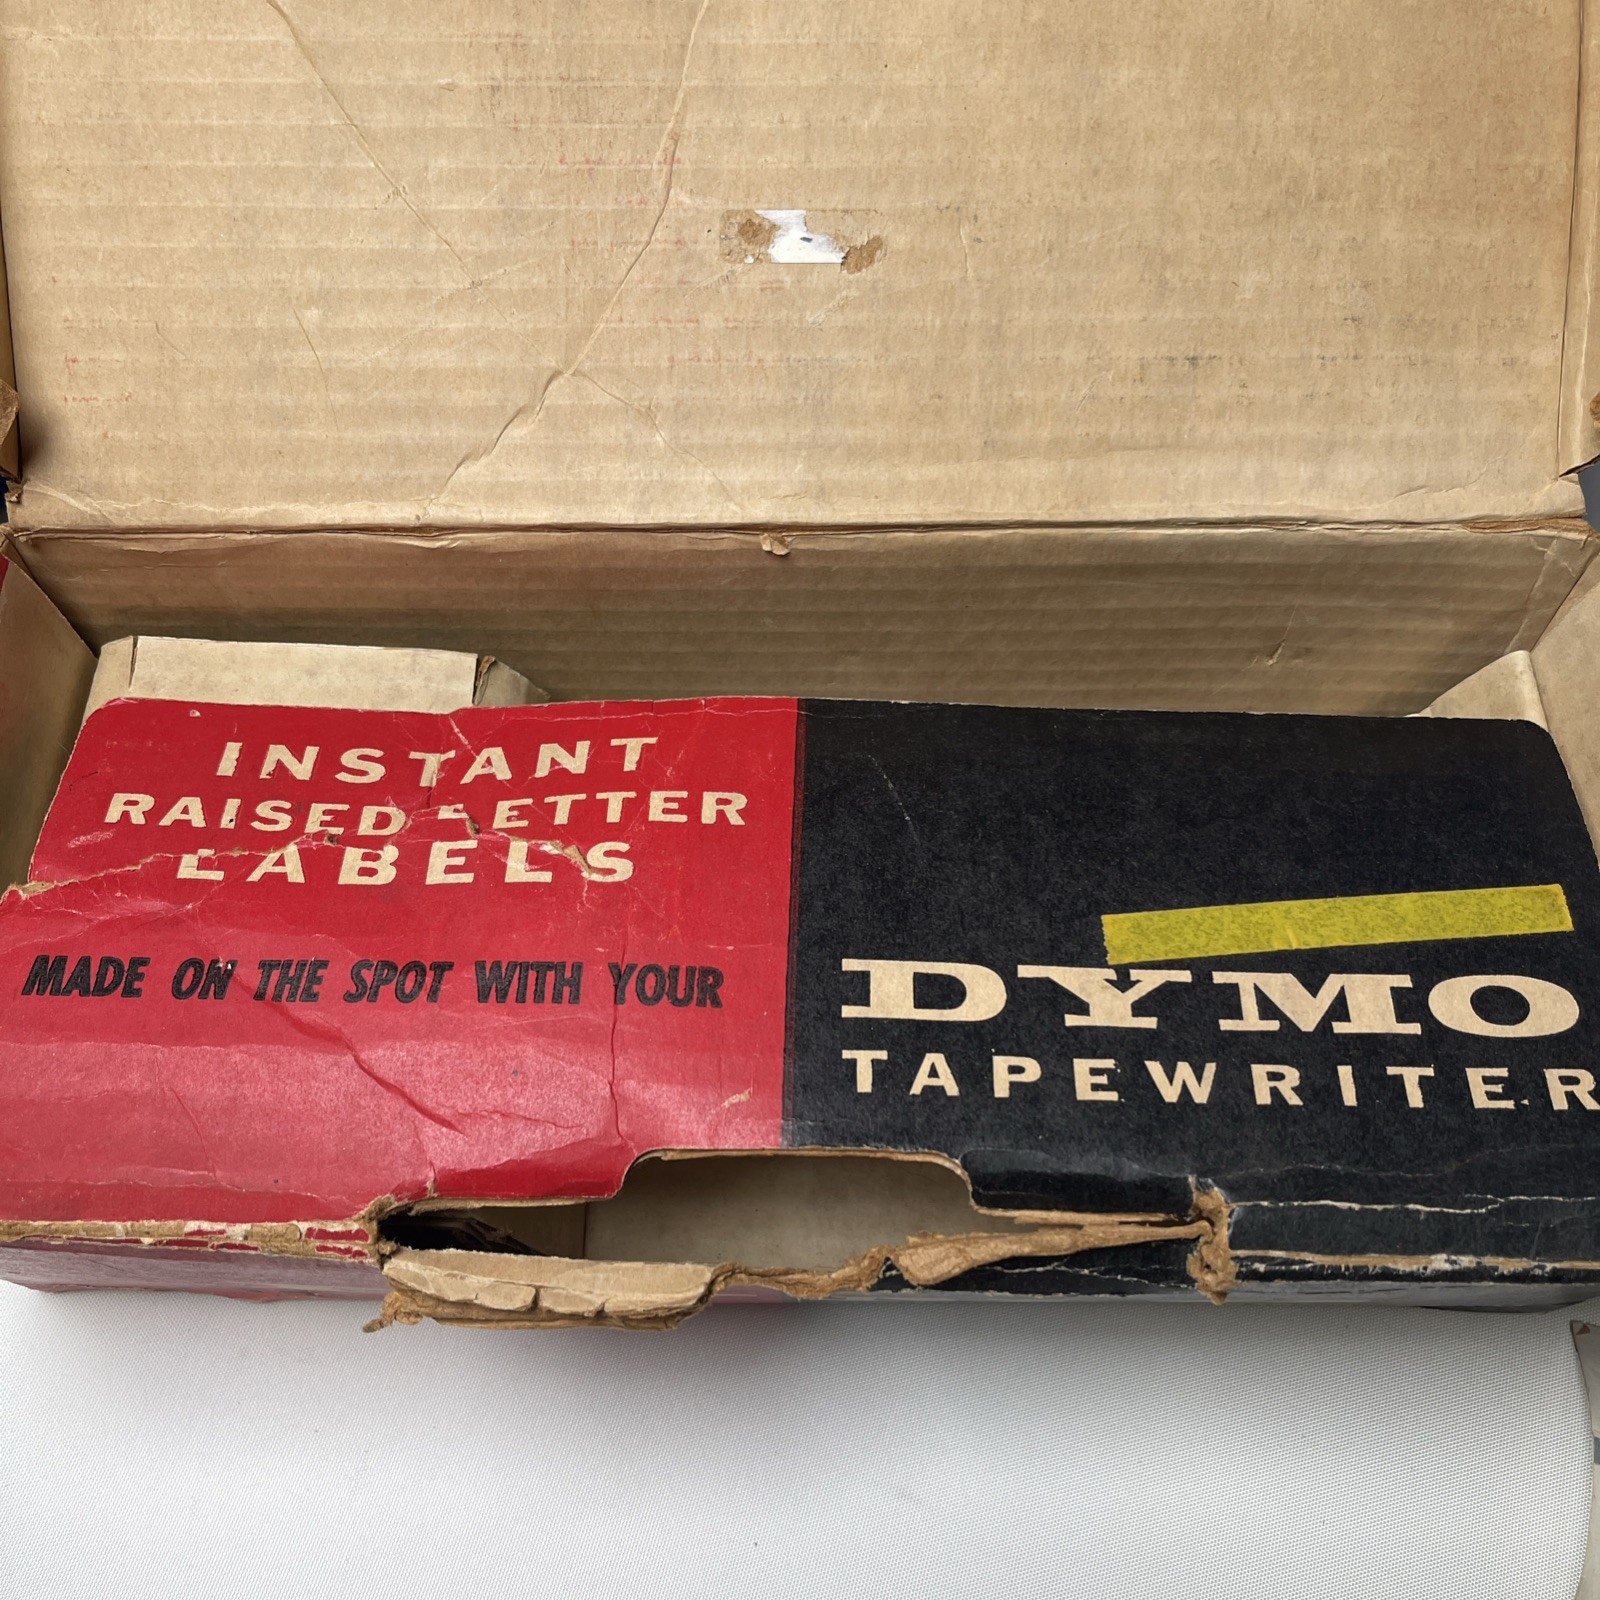 INSTANT
RAISED LETTER
LABELS
MADE ON THE SPOT WITH YOUR
DYMO
TAPEWRITER